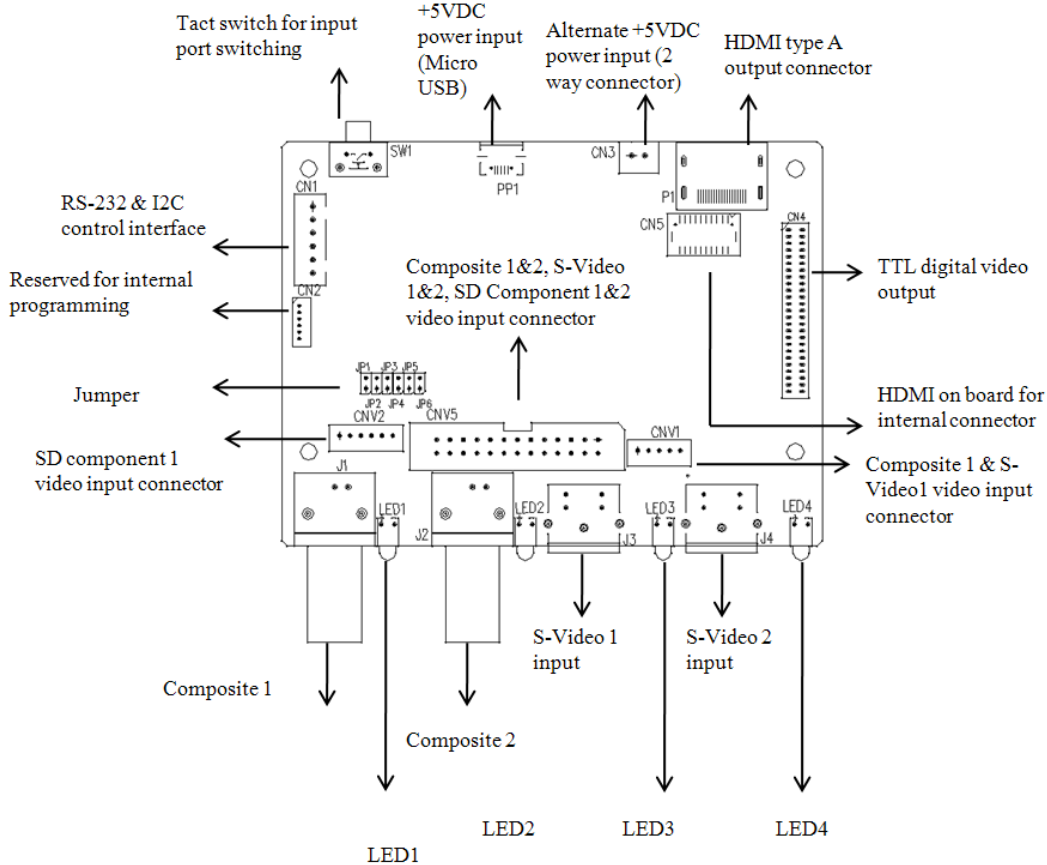 Tact switch for input
port switching
+5VDC
power input
(Micro
USB)
Alternate +5VDC
power input (2
way connector)
HDMI type A
output connector
SW1
PP1
CN3
P1
CN1
CN5
CN4
RS-232 & I2C
control interface
Reserved for internal
programming
CN2
Composite 1&2, S-Video
1&2, SD Component 1&2
video input connector
TTL digital video
output
JP1 JP3 JP5
JP2 JP4 JP6
Jumper
CNV2
CNV5
CNV1
HDMI on board for
internal connector
SD component 1
video input connector
Composite 1 & S-
Video1 video input
connector
J1
LED1
J2
LED2
J3
LED3
J4
LED4
S-Video 1
input
S-Video 2
input
Composite 1
Composite 2
LED1
LED2
LED3
LED4